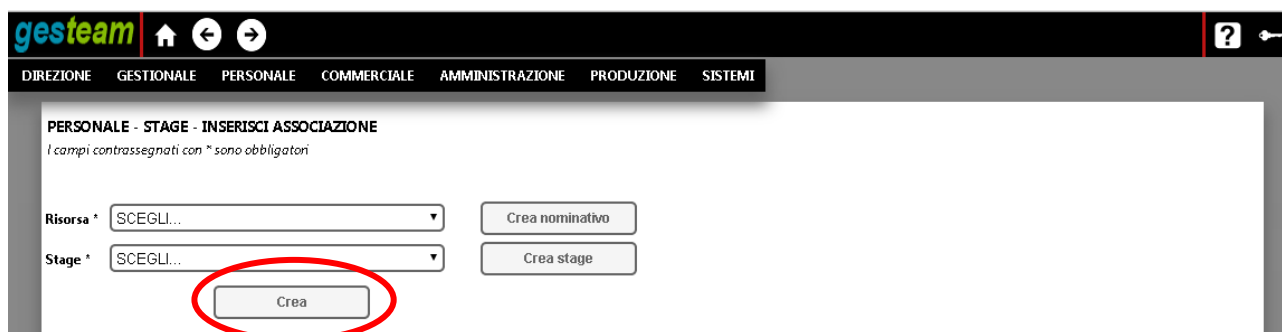 gesteam ?
DIREZIONE GESTIONALE PERSONALE COMMERCIALE AMMINISTRAZIONE PRODUZIONE SISTEMI
PERSONALE - STAGE - INSERISCI ASSOCIAZIONE
I campi contrassegnati con * sono obbligatori
Risorsa * SCEGLI... Crea nominativo
Stage * SCEGLI... Crea stage
Crea